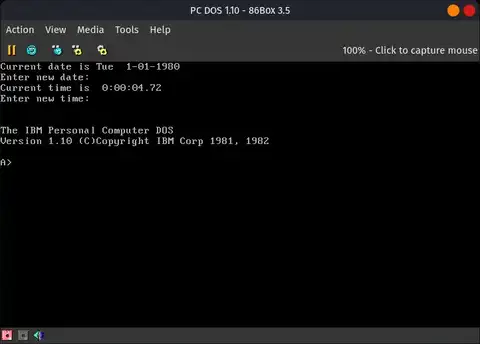 PC DOS 1.10 - 86Box 3.5
Action View Media Tools Help
100% - Click to capture mouse
Current date is Tue  1-01-1980
Enter new date:
Current time is  0:00:04.72
Enter new time:
The IBM Personal Computer DOS
Version 1.10 (C)Copyright IBM Corp 1981, 1982
A>